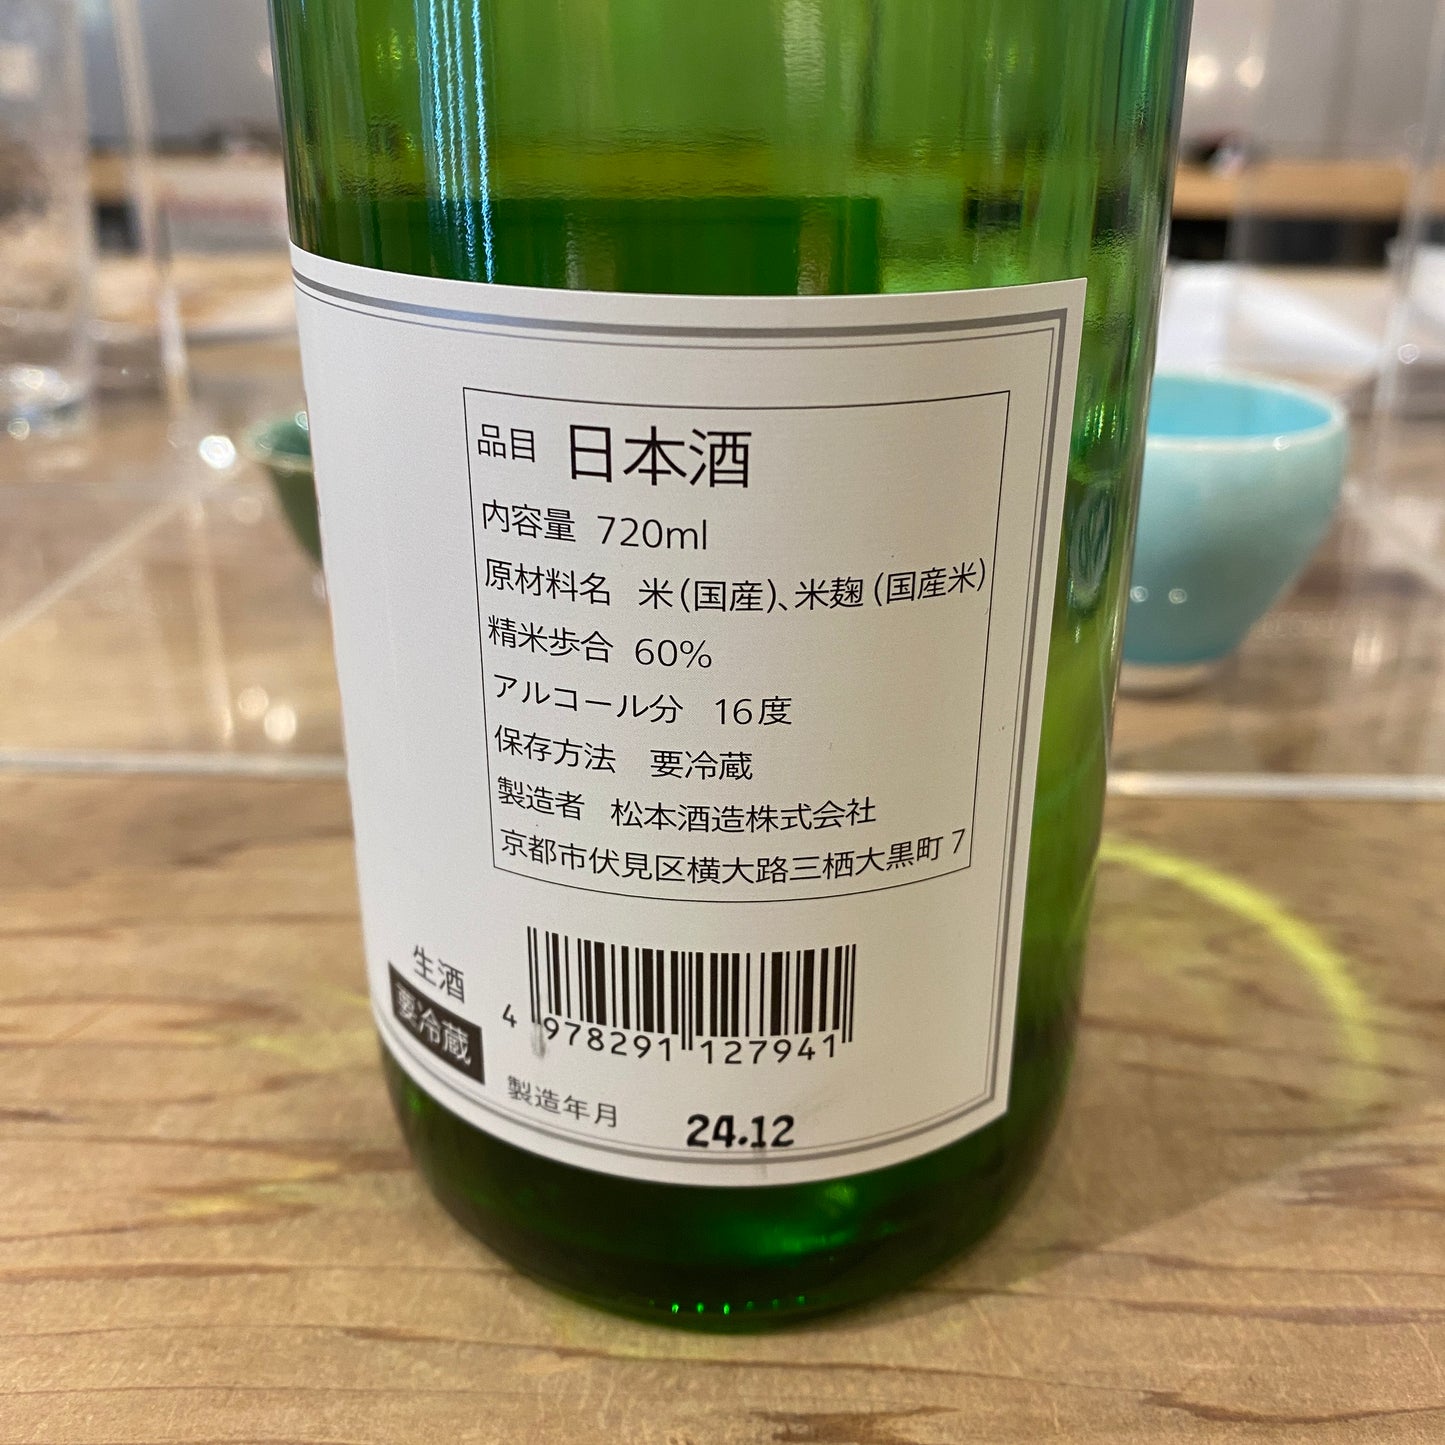 品目 日本酒
内容量 720ml
原材料名 米(国産)、米麹(国産米)
精米歩合 60%
アルコール分 16度
保存方法 要冷蔵
製造者 松本酒造株式会社
京都市伏見区横大路三栖大黒町7
生酒
要冷蔵
4 978291 127941
製造年月 24.12